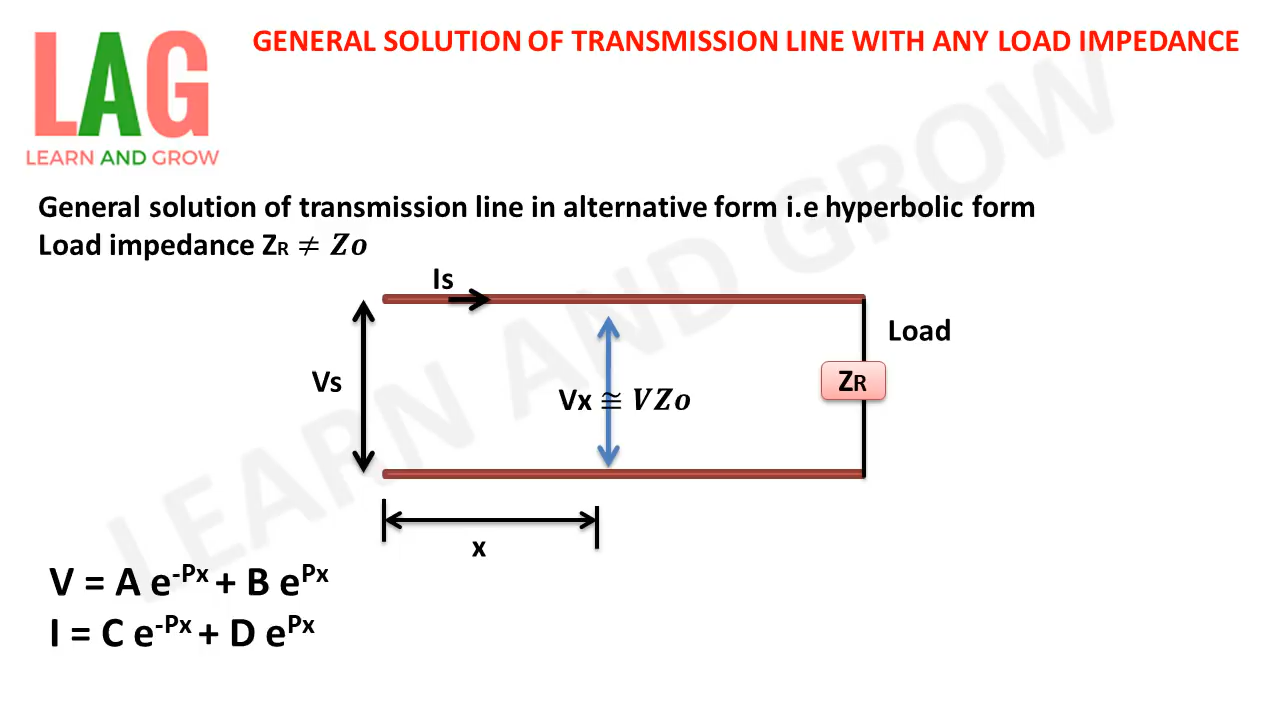 LAG
LEARN AND GROW
GENERAL SOLUTION OF TRANSMISSION LINE WITH ANY LOAD IMPEDANCE
LEARN AND GROW
General solution of transmission line in alternative form i.e hyperbolic form
Load impedance ZR ≠ Zo
Is
Load
Vs
ZR
Vx ≅ VZo
x
V = A e^-Px + B e^Px
I = C e^-Px + D e^Px